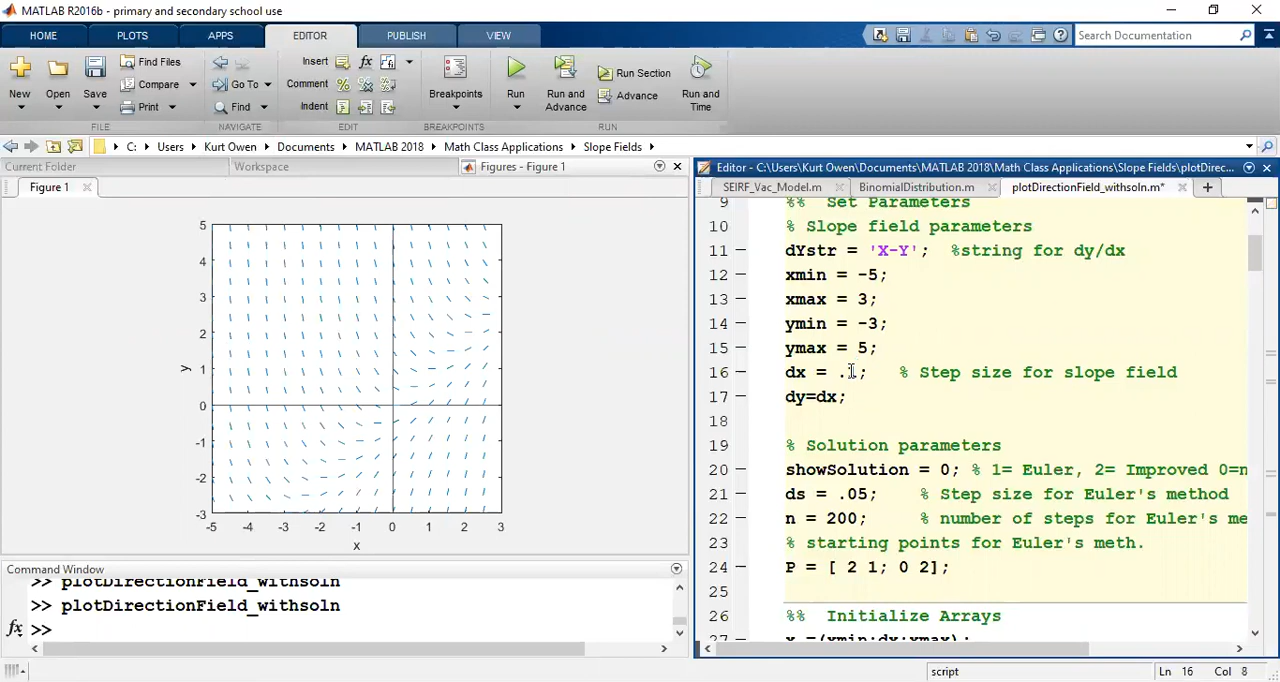 MATLAB R2016b - primary and secondary school use
HOME PLOTS APPS EDITOR PUBLISH VIEW Search Documentation
New Open Save Find Files Compare Print
Go To Find
Insert fx Comment Indent
Breakpoints Run Run and Advance Run Section Advance Run and Time
FILE NAVIGATE EDIT BREAKPOINTS RUN
C: Users Kurt Owen Documents MATLAB 2018 Math Class Applications Slope Fields
Current Folder Workspace Figures - Figure 1
Figure 1
5
4
3
2
1
0
-1
-2
-3
-5 -4 -3 -2 -1 0 1 2 3
x
y
Command Window
>> plotDirectionField_withsoln
>> plotDirectionField_withsoln
fx >>
Editor - C:\Users\Kurt Owen\Documents\MATLAB 2018\Math Class Applications\Slope Fields\plotDirec...
SEIRF_Vac_Model.m BinomialDistribution.m plotDirectionField_withsoln.m*
9 %% Set Parameters
10 % Slope field parameters
11 dYstr = 'X-Y'; %string for dy/dx
12 xmin = -5;
13 xmax = 3;
14 ymin = -3;
15 ymax = 5;
16 dx = . ; % Step size for slope field
17 dy=dx;
18
19 % Solution parameters
20 showSolution = 0; % 1= Euler, 2= Improved 0=n
21 ds = .05; % Step size for Euler's method
22 n = 200; % number of steps for Euler's me
23 % starting points for Euler's meth.
24 P = [ 2 1; 0 2];
25
26 %% Initialize Arrays
27 x =(xmin:dx:xmax);
script Ln 16 Col 8